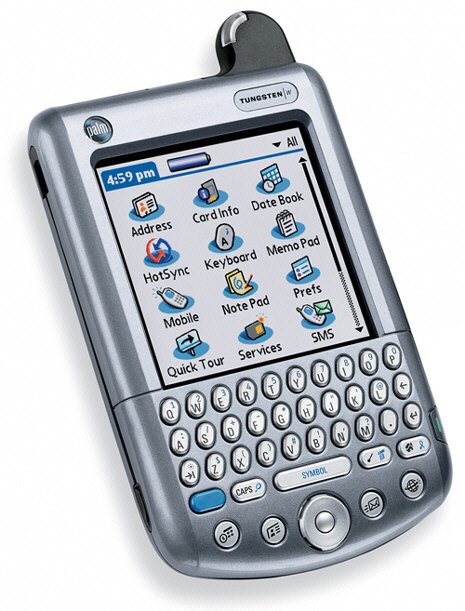 TUNGSTEN | W
palm
4:59 pm All
Address Card Info Date Book
HotSync Keyboard Memo Pad
Mobile Note Pad Prefs
Quick Tour Services SMS
Q W E R T Y U I O P
A S D F G H J K L
Z X C V B N M .
CAPS SYMBOL